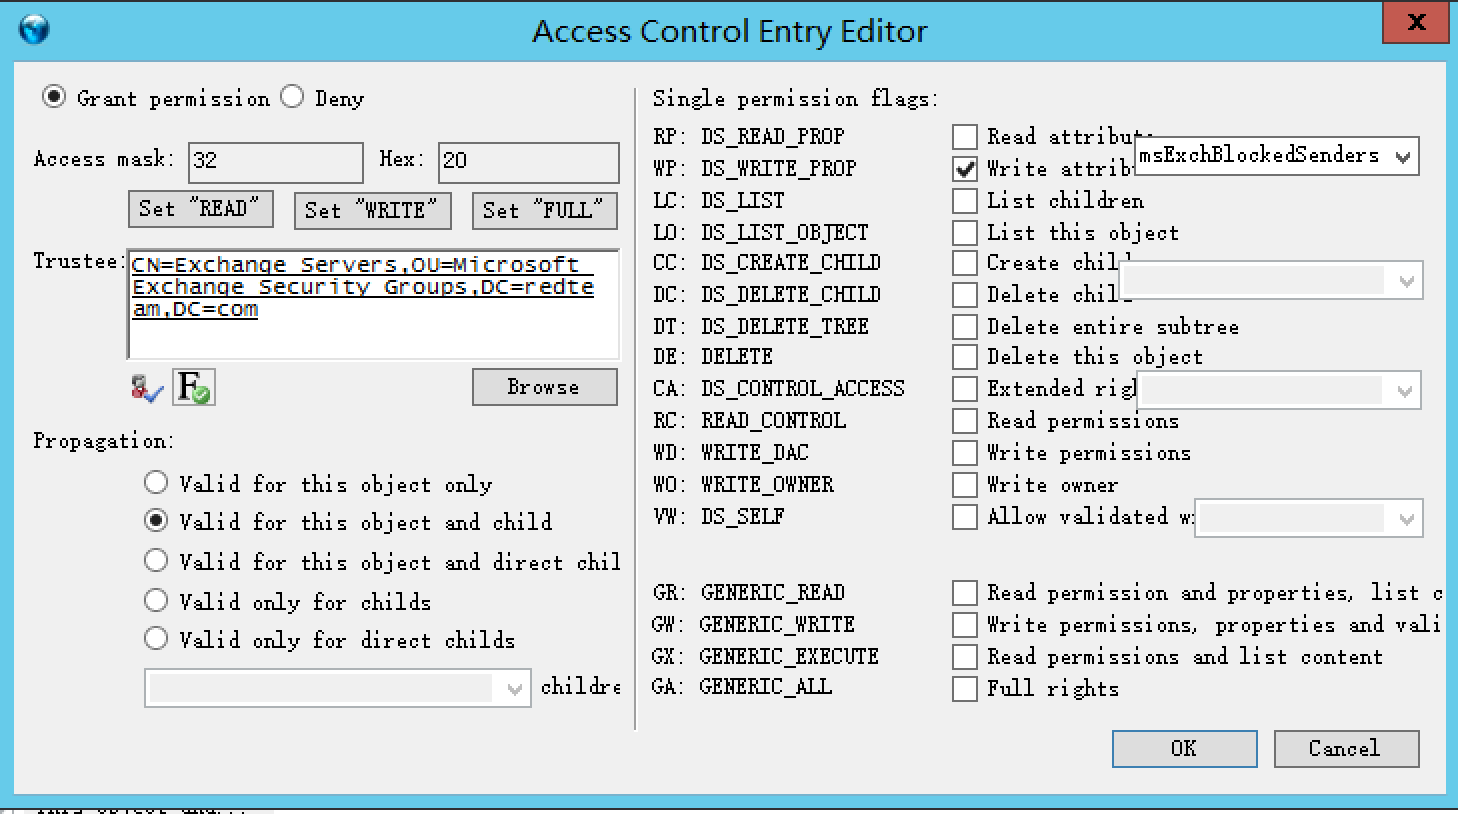 Access Control Entry Editor
Grant permission
Deny
Access mask:
32
Hex:
20
Set "READ"
Set "WRITE"
Set "FULL"
Trustee:
CN=Exchange Servers,OU=Microsoft
Exchange Security Groups,DC=redte
am,DC=com
Browse
Propagation:
Valid for this object only
Valid for this object and child
Valid for this object and direct chil
Valid only for childs
Valid only for direct childs
childre
Single permission flags:
RP: DS_READ_PROP
Read attribut
WP: DS_WRITE_PROP
Write attrib
msExchBlockedSenders
LC: DS_LIST
List children
LO: DS_LIST_OBJECT
List this object
CC: DS_CREATE_CHILD
Create chil
DC: DS_DELETE_CHILD
Delete chil
DT: DS_DELETE_TREE
Delete entire subtree
DE: DELETE
Delete this object
CA: DS_CONTROL_ACCESS
Extended rig
RC: READ_CONTROL
Read permissions
WD: WRITE_DAC
Write permissions
WO: WRITE_OWNER
Write owner
VW: DS_SELF
Allow validated w
GR: GENERIC_READ
Read permission and properties, list c
GW: GENERIC_WRITE
Write permissions, properties and vali
GX: GENERIC_EXECUTE
Read permissions and list content
GA: GENERIC_ALL
Full rights
OK
Cancel